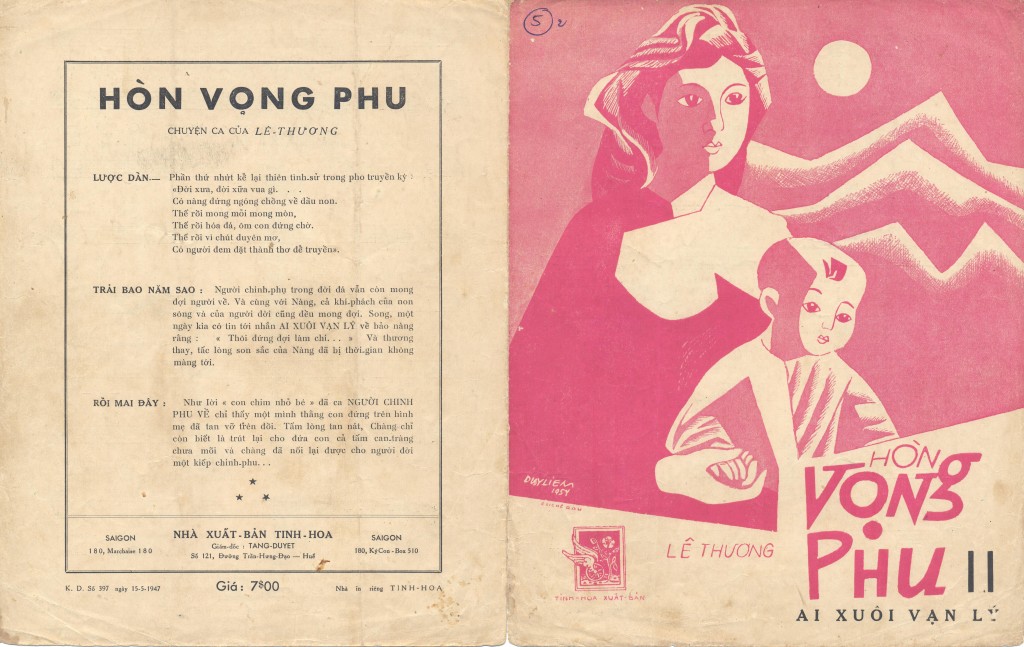 HÒN VỌNG PHU
CHUYỆN CA CỦA LÊ-THƯƠNG
LƯỢC DẪN.— Phần thứ nhứt kể lại thiên tình.sử trong pho truyền kỳ :
«Đời xưa, đời xữa vua gì. . .
Có nàng đứng ngóng chồng về đầu non.
Thế rồi mong mỏi mong mòn,
Thế rồi hóa đá, ôm con đứng chờ.
Thế rồi vì chút duyên mơ,
Có người đem đặt thành thơ để truyền».
TRẢI BAO NĂM SAO : Người chinh.phụ trong đời đá vẫn còn mong
đợi người về. Và cùng với Nàng, cả khí-phách của non
sông và của người đời cũng đều mong đợi. Song, một
ngày kia có tin tới nhắn AI XUÔI VẠN LÝ về bảo nàng
rằng : « Thôi đứng đợi làm chi. . . » Và thương
thay, tấc lòng son sắc của Nàng đã bị thời.gian không
màng tới.
RỒI MAI ĐÂY : Như lời « con chim nhỏ bé » đã ca NGƯỜI CHINH
PHU VỀ chỉ thấy một mình thằng con đứng trên hình
mẹ đã tan vỡ trên đồi. Tấm lòng tan nát, Chàng chỉ
còn biết là trút lại cho đứa con cả tấm can.tràng
chưa mỏi và chàng đã nối lại được cho người đời
một kiếp chinh.phu. . .
NHÀ XUẤT-BẢN TINH-HOA
Giám-đốc : TANG-DUYET
Số 121, Đường Trần-Hưng-Đạo — Huế
SAIGON
180, Marchaise 180
SAIGON
180, Ký Con - Box 510
K. D. Số 397 ngày 15-5-1947
Giá : 7$00
Nhà in riêng TINH-HOA
5 2
DUYLIEM
1954
LÊ THƯƠNG
TINH-HOA XUẤT-BẢN
HÒN
VỌNG
PHU II
AI XUÔI VẠN LÝ